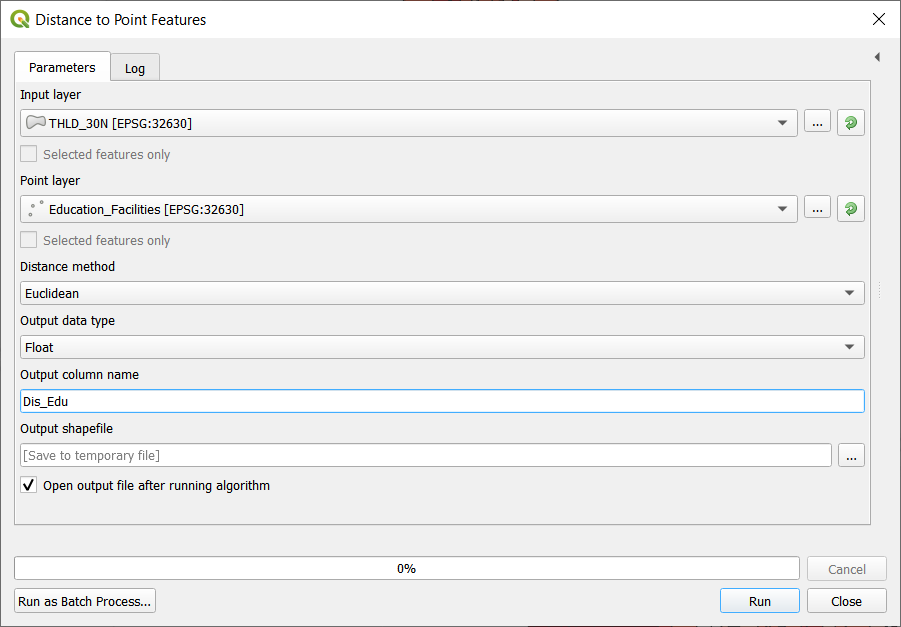 Distance to Point Features
Parameters
Log
Input layer
THLD_30N [EPSG:32630]
...
Selected features only
Point layer
Education_Facilities [EPSG:32630]
...
Selected features only
Distance method
Euclidean
Output data type
Float
Output column name
Dis_Edu
Output shapefile
[Save to temporary file]
...
Open output file after running algorithm
0%
Cancel
Run as Batch Process...
Run
Close